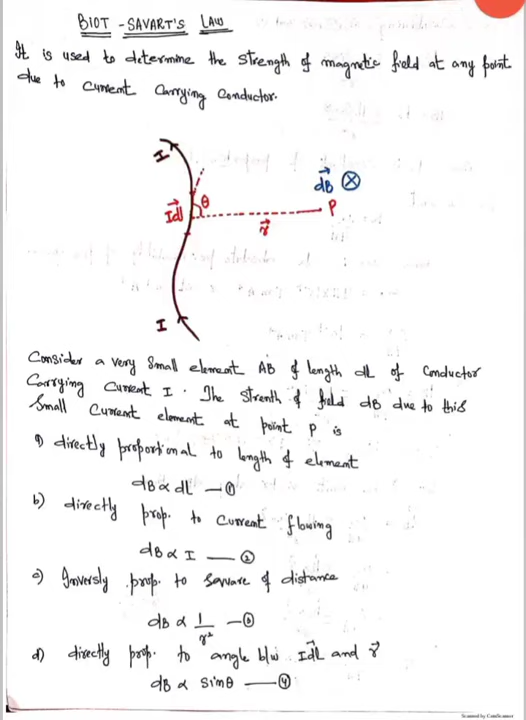 BIOT - SAVART'S LAW
It is used to determine the strength of magnetic field at any point
due to current carrying conductor.
I
dB⃗ ⊗
θ
P
Idl⃗
r⃗
I
Consider a very small element AB of length dl of conductor
Carrying current I. The strenth of field dB due to this
small current element at point P is
a) directly proportional to length of element
dB ∝ dL — ①
b) directly prop. to current flowing
dB ∝ I — ②
c) Inversly prop. to square of distance
dB ∝ 1/r² — ③
d) directly prop. to angle b/w Idl⃗ and r⃗
dB ∝ sinθ — ④
Scanned by CamScanner